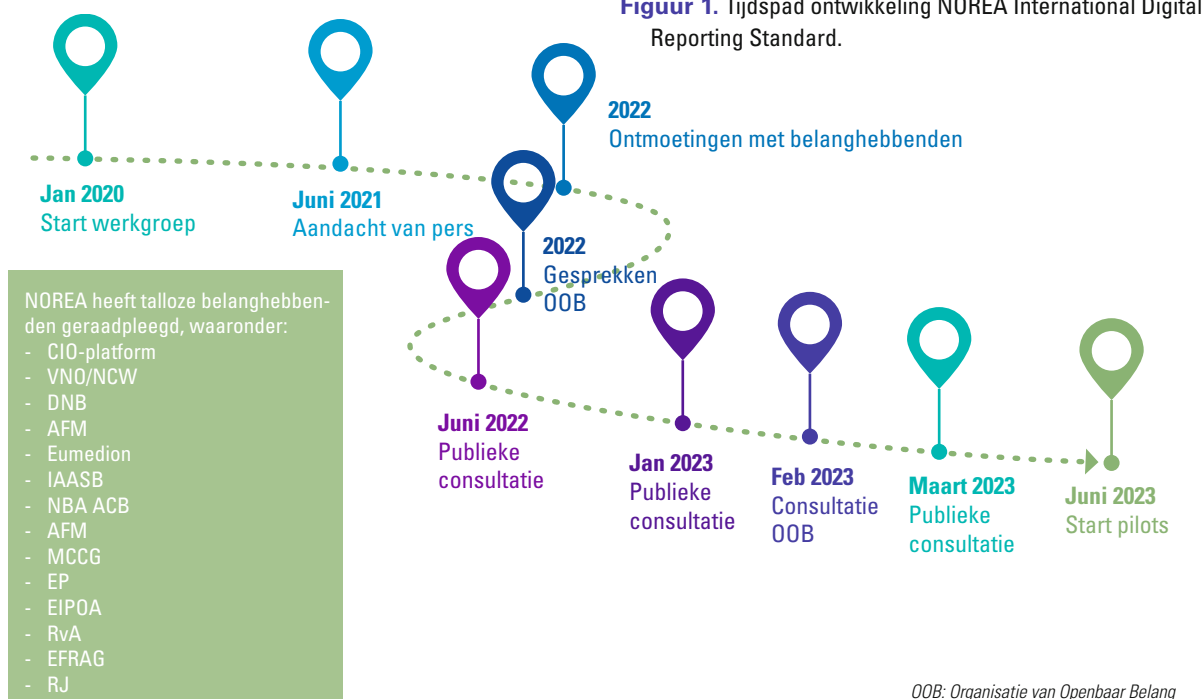 Figuur 1. Tijdspad ontwikkeling NOREA International Digital
Reporting Standard.
Jan 2020
Start werkgroep
Juni 2021
Aandacht van pers
2022
Ontmoetingen met belanghebbenden
2022
Gesprekken
OOB
Juni 2022
Publieke
consultatie
Jan 2023
Publieke
consultatie
Feb 2023
Consultatie
OOB
Maart 2023
Publieke
consultatie
Juni 2023
Start pilots
NOREA heeft talloze belanghebben-
den geraadpleegd, waaronder:
- CIO-platform
- VNO/NCW
- DNB
- AFM
- Eumedion
- IAASB
- NBA ACB
- AFM
- MCCG
- EP
- EIPOA
- RvA
- EFRAG
- RJ
OOB: Organisatie van Openbaar Belang